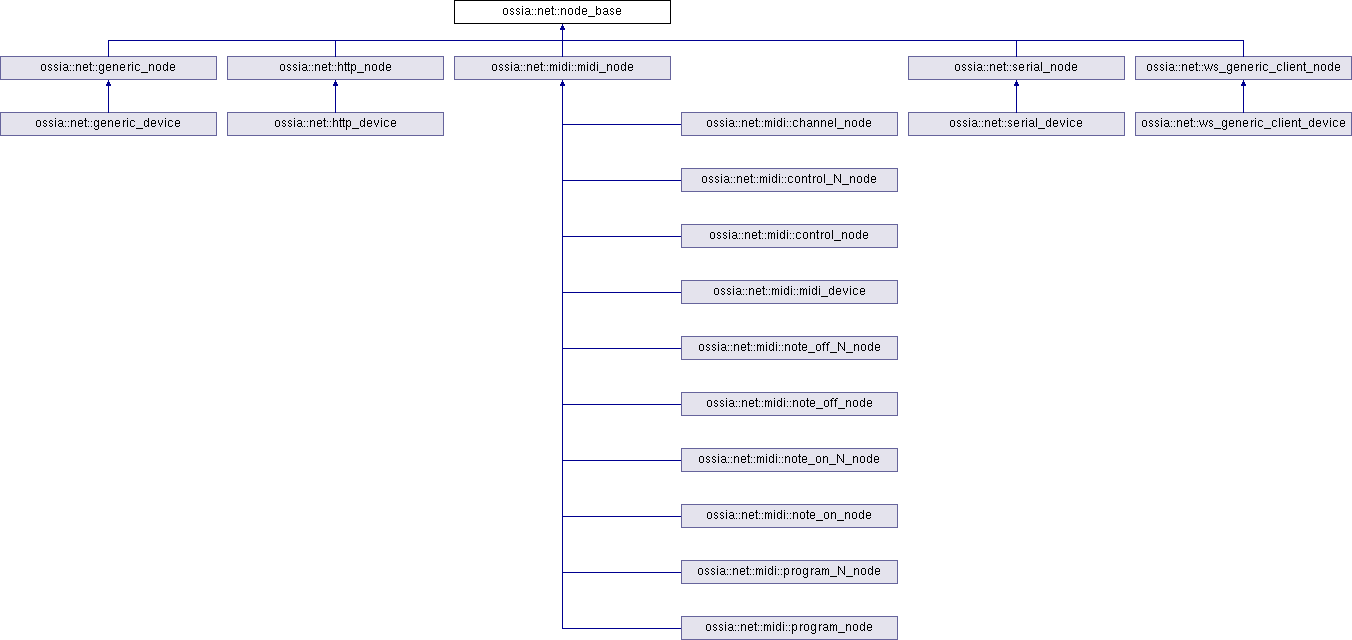 ossia::net::node_base
ossia::net::generic_node
ossia::net::http_node
ossia::net::midi::midi_node
ossia::net::serial_node
ossia::net::ws_generic_client_node
ossia::net::generic_device
ossia::net::http_device
ossia::net::midi::channel_node
ossia::net::serial_device
ossia::net::ws_generic_client_device
ossia::net::midi::control_N_node
ossia::net::midi::control_node
ossia::net::midi::midi_device
ossia::net::midi::note_off_N_node
ossia::net::midi::note_off_node
ossia::net::midi::note_on_N_node
ossia::net::midi::note_on_node
ossia::net::midi::program_N_node
ossia::net::midi::program_node